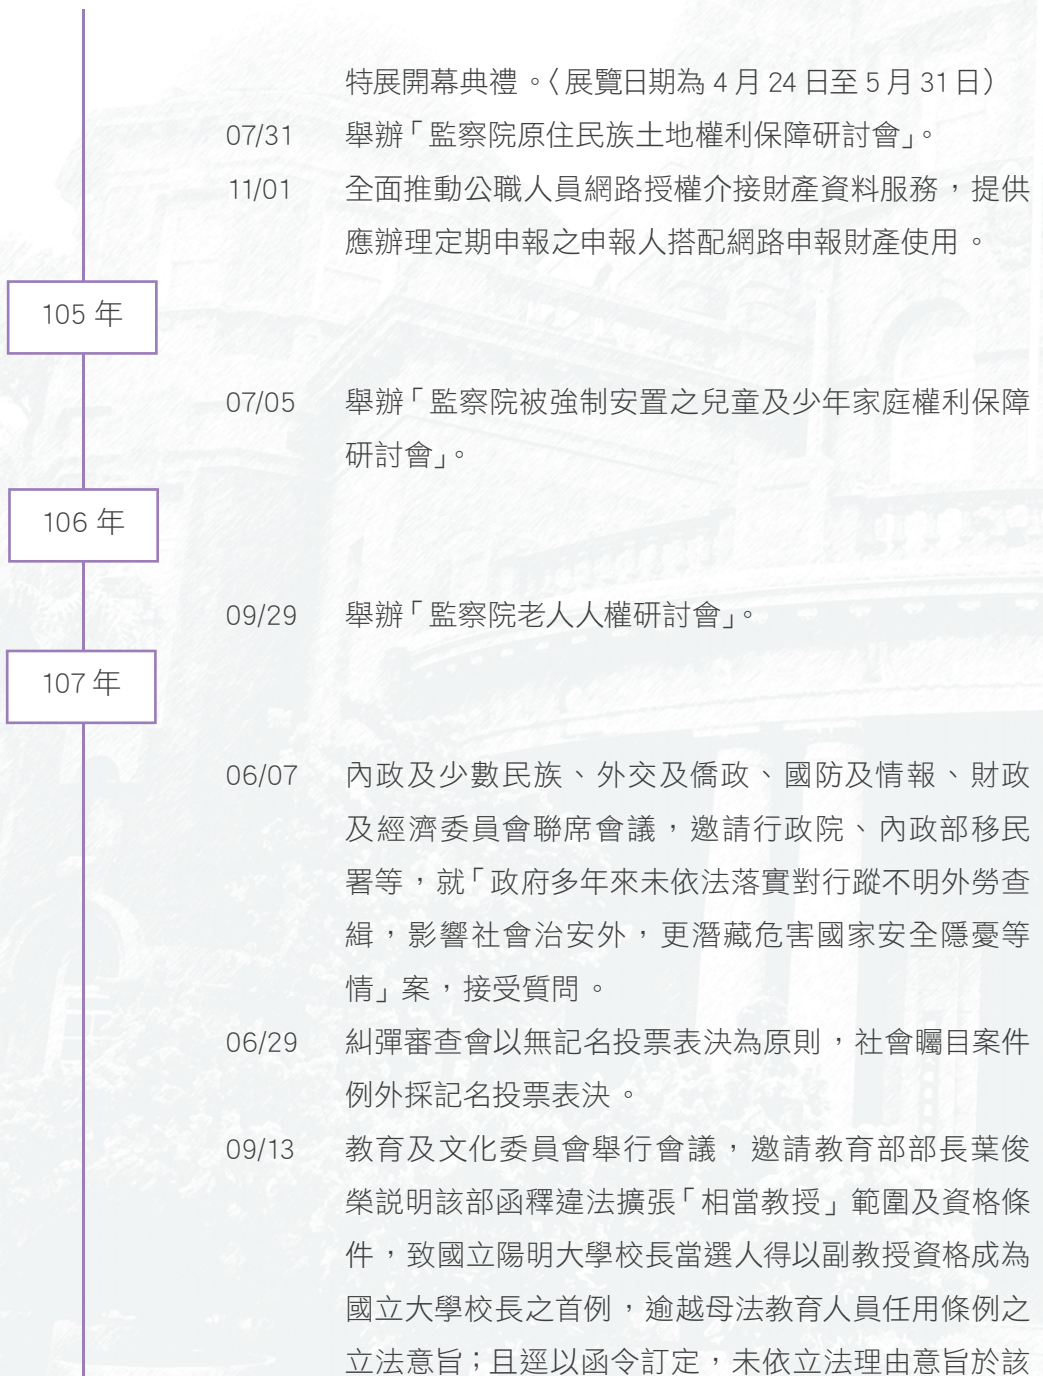 特展開幕典禮。〈展覽日期為 4 月 24 日至 5 月 31 日〉
07/31 舉辦「監察院原住民族土地權利保障研討會」。
11/01 全面推動公職人員網路授權介接財產資料服務，提供
應辦理定期申報之申報人搭配網路申報財產使用。
105 年
07/05 舉辦「監察院被強制安置之兒童及少年家庭權利保障
研討會」。
106 年
09/29 舉辦「監察院老人人權研討會」。
107 年
06/07 內政及少數民族、外交及僑政、國防及情報、財政
及經濟委員會聯席會議，邀請行政院、內政部移民
署等，就「政府多年來未依法落實對行蹤不明外勞查
緝，影響社會治安外，更潛藏危害國家安全隱憂等
情」案，接受質問。
06/29 糾彈審查會以無記名投票表決為原則，社會矚目案件
例外採記名投票表決。
09/13 教育及文化委員會舉行會議，邀請教育部部長葉俊
榮說明該部函釋違法擴張「相當教授」範圍及資格條
件，致國立陽明大學校長當選人得以副教授資格成為
國立大學校長之首例，逾越母法教育人員任用條例之
立法意旨；且逕以函令訂定，未依立法理由意旨於該